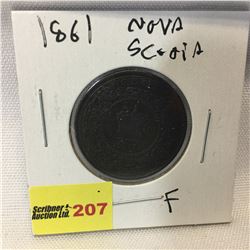 1861 NOVA
SCOTIA
Scribner
Auction Ltd. 207
F